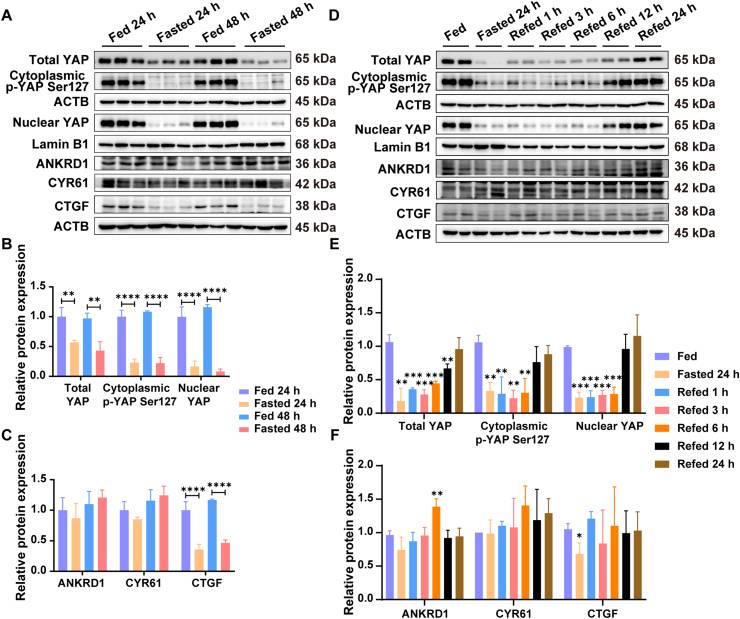 A
Fed 24 h
Fasted 24 h
Fed 48 h
Fasted 48 h
Total YAP
65 kDa
Cytoplasmic
p-YAP Ser127
65 kDa
ACTB
45 kDa
Nuclear YAP
65 kDa
Lamin B1
68 kDa
ANKRD1
36 kDa
CYR61
42 kDa
CTGF
38 kDa
ACTB
45 kDa
D
Fed
Fasted 24 h
Refed 1 h
Refed 3 h
Refed 6 h
Refed 12 h
Refed 24 h
Total YAP
65 kDa
Cytoplasmic
p-YAP Ser127
65 kDa
ACTB
45 kDa
Nuclear YAP
65 kDa
Lamin B1
68 kDa
ANKRD1
36 kDa
CYR61
42 kDa
CTGF
38 kDa
ACTB
45 kDa
B
Relative protein expression
1.5
1.0
0.5
0.0
** ** **** **** **** ****
Total
YAP
Cytoplasmic
p-YAP Ser127
Nuclear
YAP
Fed 24 h
Fasted 24 h
Fed 48 h
Fasted 48 h
C
Relative protein expression
1.5
1.0
0.5
0.0
**** ****
ANKRD1 CYR61 CTGF
E
Relative protein expression
2.0
1.5
1.0
0.5
0.0
** *** *** *** *** **
** ** ** **
*** *** *** ***
Total YAP
Cytoplasmic
p-YAP Ser127
Nuclear YAP
Fed
Fasted 24 h
Refed 1 h
Refed 3 h
Refed 6 h
Refed 12 h
Refed 24 h
F
Relative protein expression
2.0
1.5
1.0
0.5
0.0
**
*
ANKRD1 CYR61 CTGF